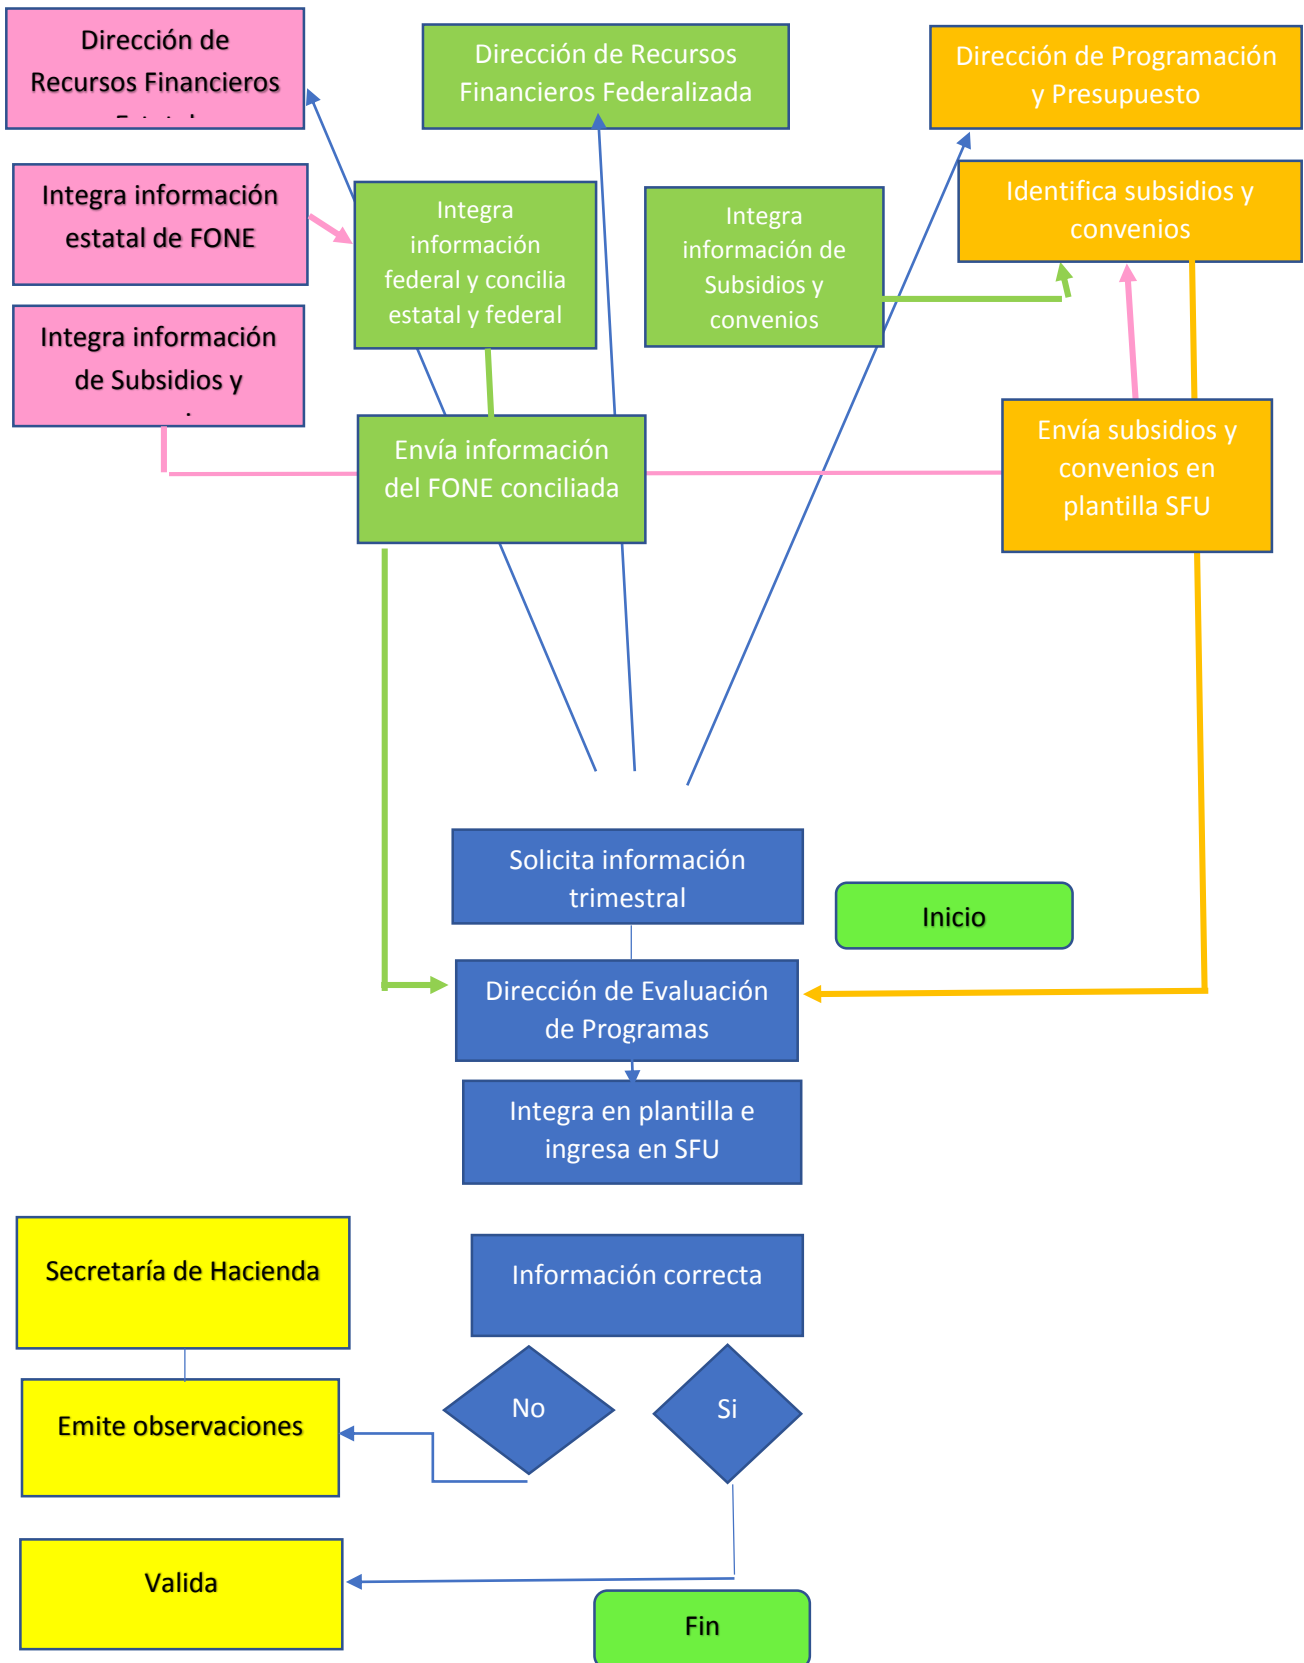 Dirección de
Recursos Financieros
Dirección de Recursos
Financieros Federalizada
Dirección de Programación
y Presupuesto
Integra información
estatal de FONE
Integra
información
federal y concilia
estatal y federal
Integra
información de
Subsidios y
convenios
Identifica subsidios y
convenios
Integra información
de Subsidios y
Envía información
del FONE conciliada
Envía subsidios y
convenios en
plantilla SFU
Solicita información
trimestral
Inicio
Dirección de Evaluación
de Programas
Integra en plantilla e
ingresa en SFU
Secretaría de Hacienda
Información correcta
Emite observaciones
No
Si
Valida
Fin